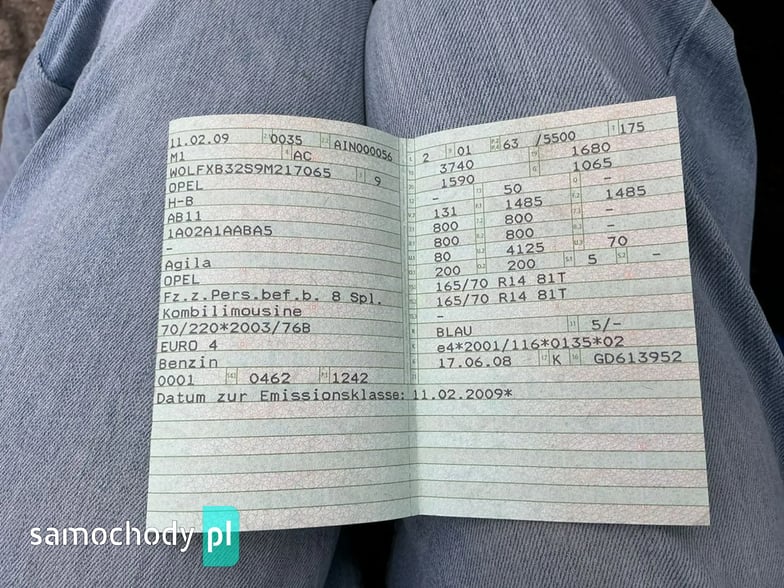 11.02.09 0035 AIN000056
M1 AC
WOLFXB32S9M217065 9
OPEL
H-B
AB11
1A02A1AABA5
-
Agila
OPEL
Fz.z.Pers.bef.b. 8 Spl.
Kombilimousine
70/220*2003/76B
EURO 4
Benzin
0001 0462 1242
Datum zur Emissionsklasse: 11.02.2009*
2 01 63 /5500 175
3740 1680
1590 1065
- 50 -
131 1485 1485
800 800 -
800 800 -
80 4125 70
200 200 5 -
165/70 R14 81T
165/70 R14 81T
-
BLAU 5/-
e4*2001/116*0135*02
17.06.08 K GD613952
samochody pl